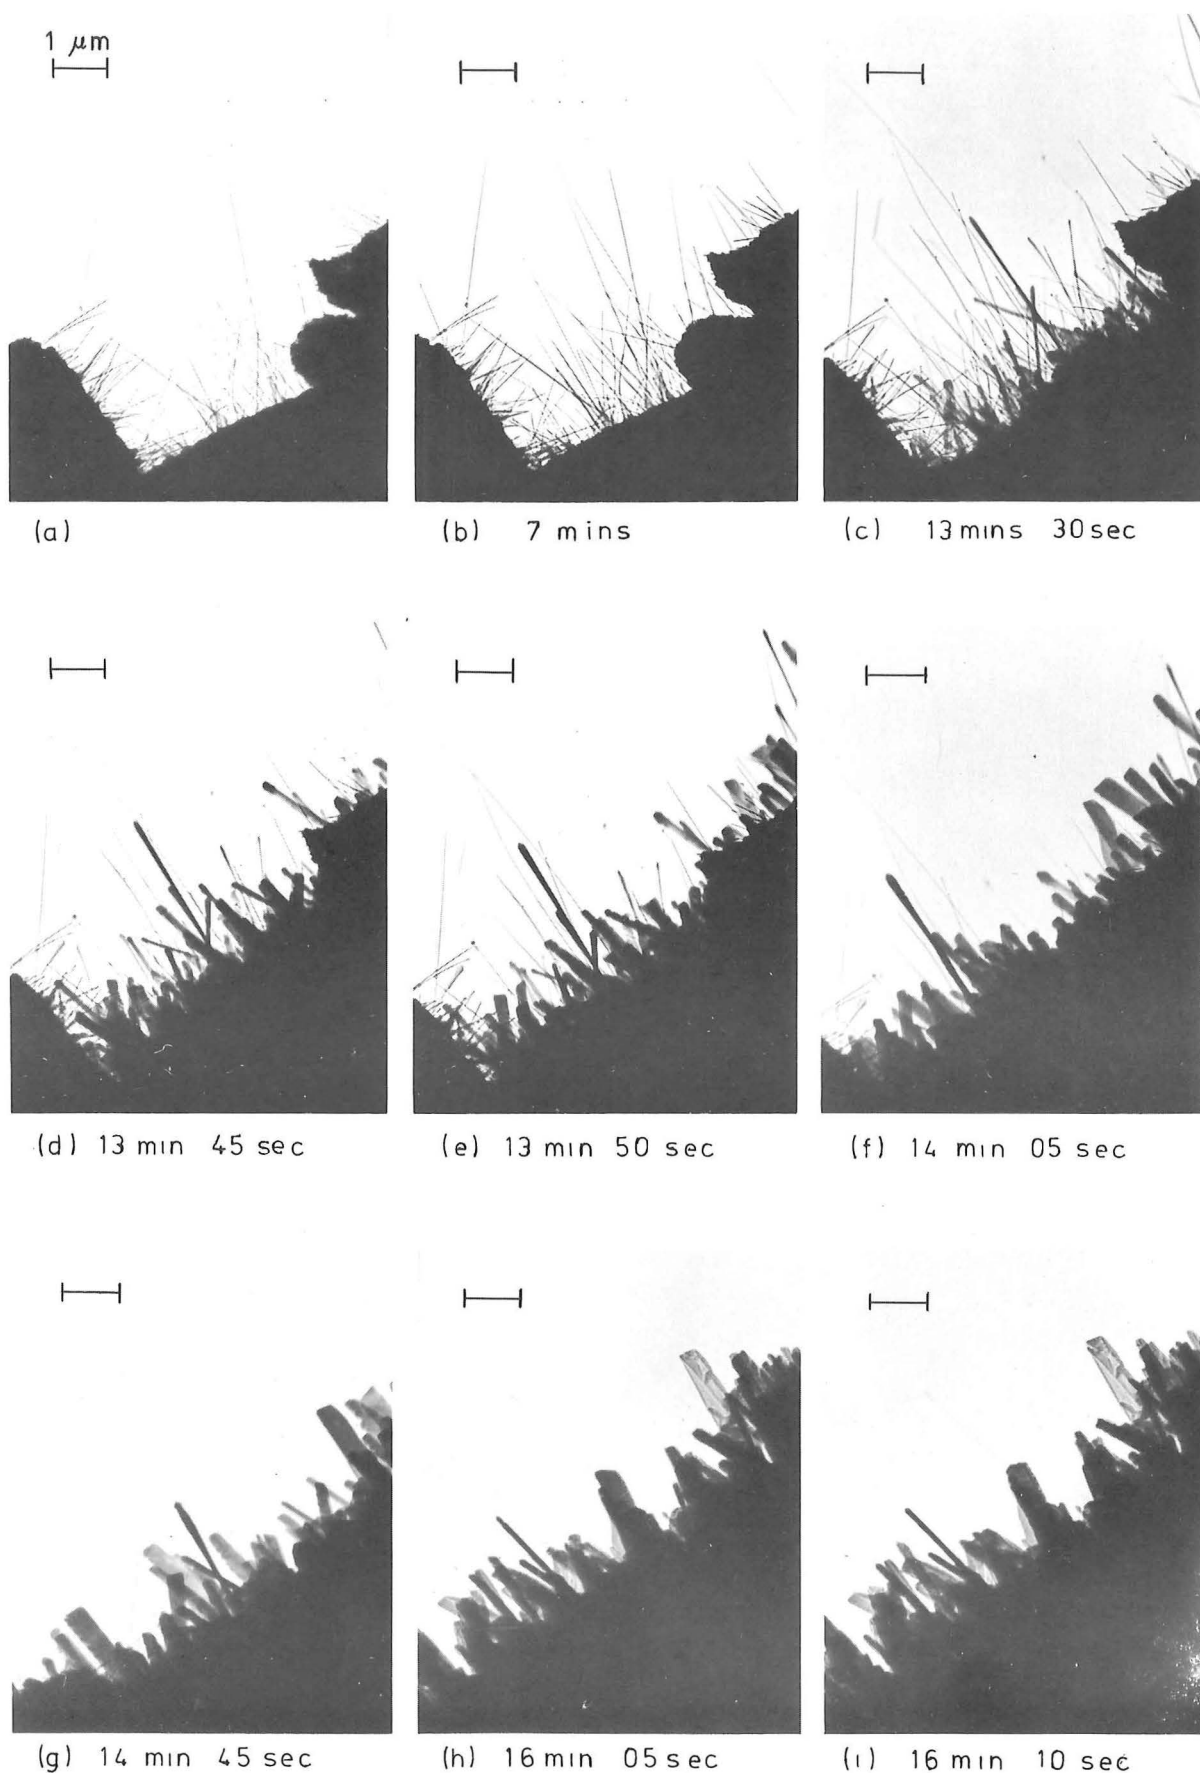 1 μm
(a)
(b) 7 mins
(c) 13 mins 30 sec
(d) 13 min 45 sec
(e) 13 min 50 sec
(f) 14 min 05 sec
(g) 14 min 45 sec
(h) 16 min 05 sec
(i) 16 min 10 sec